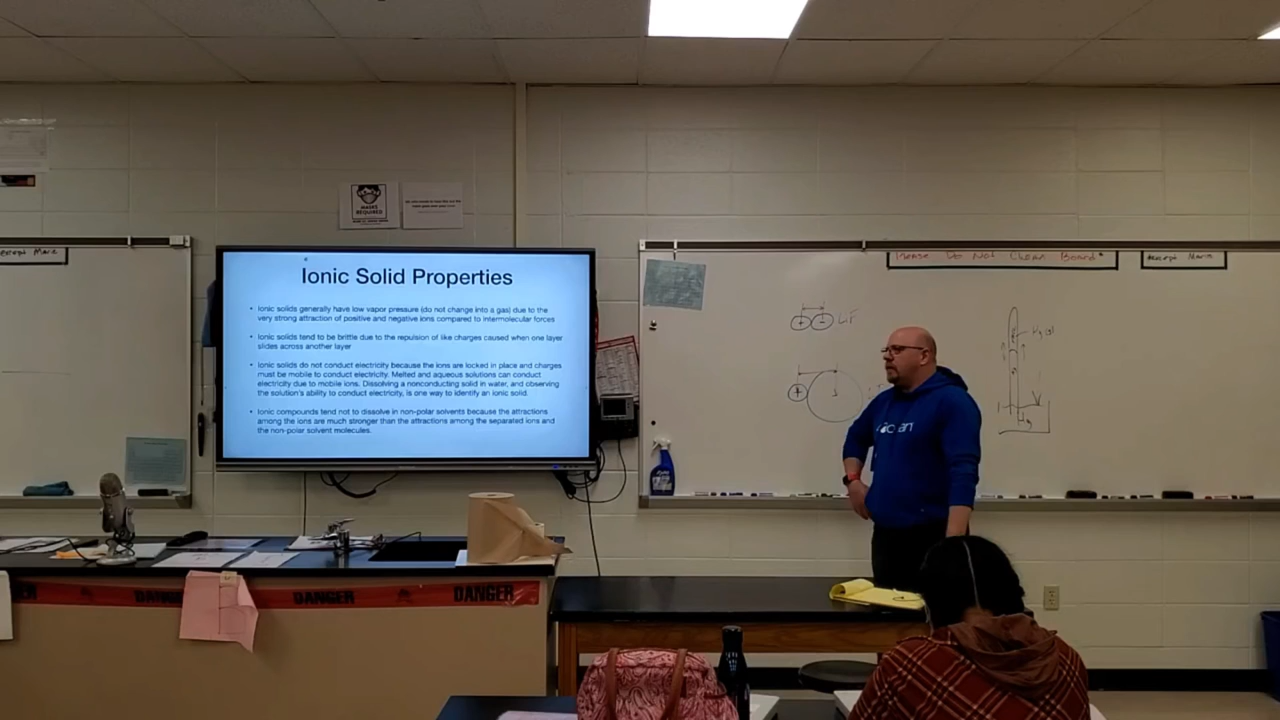 MASKS
REQUIRED
Please Do Not Clean Board
except Marie
except Marie
Ionic Solid Properties
• Ionic solids generally have low vapor pressure (do not change into a gas) due to the
very strong attraction of positive and negative ions compared to intermolecular forces
• Ionic solids tend to be brittle due to the repulsion of like charges caused when one layer
slides across another layer
• Ionic solids do not conduct electricity because the ions are locked in place and charges
must be mobile to conduct electricity. Melted and aqueous solutions can conduct
electricity due to mobile ions. Dissolving a nonconducting solid in water, and observing
the solution's ability to conduct electricity, is one way to identify an ionic solid.
• Ionic compounds tend not to dissolve in non-polar solvents because the attractions
among the ions are much stronger than the attractions among the separated ions and
the non-polar solvent molecules.
LiF
Hg (g)
Hg
DANGER
DANGER
DANGER